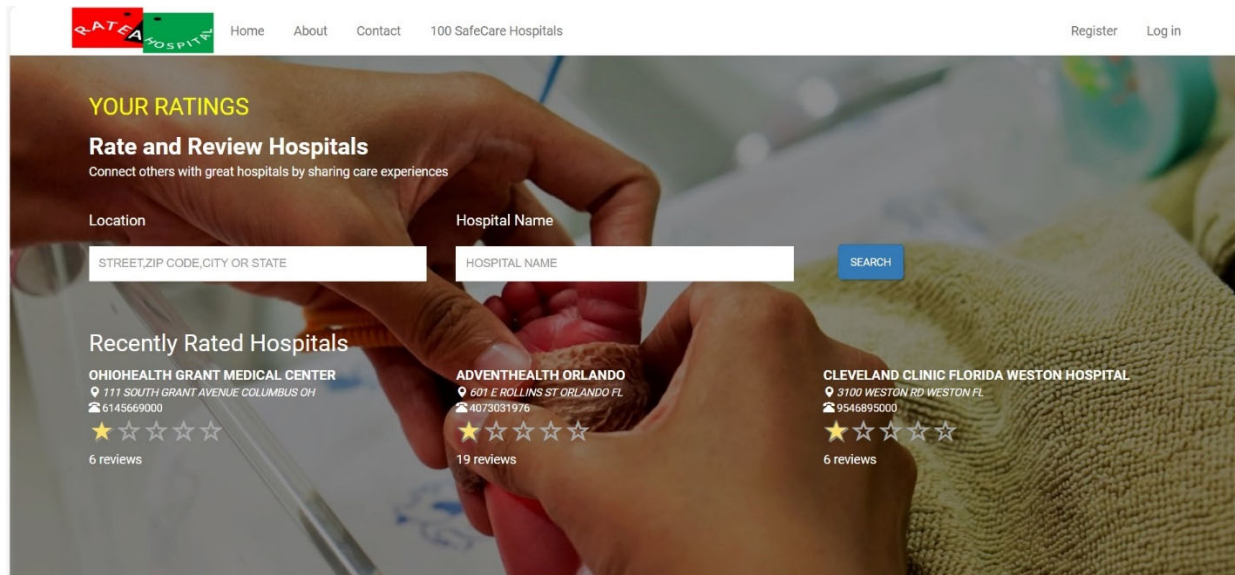 RATEA
HOSPITAL
Home About Contact 100 SafeCare Hospitals Register Log in
YOUR RATINGS
Rate and Review Hospitals
Connect others with great hospitals by sharing care experiences
Location Hospital Name
STREET,ZIP CODE,CITY OR STATE HOSPITAL NAME SEARCH
Recently Rated Hospitals
OHIOHEALTH GRANT MEDICAL CENTER
111 SOUTH GRANT AVENUE COLUMBUS OH
6145669000
6 reviews
ADVENTHEALTH ORLANDO
601 E ROLLINS ST ORLANDO FL
4073031976
19 reviews
CLEVELAND CLINIC FLORIDA WESTON HOSPITAL
3100 WESTON RD WESTON FL
9546895000
6 reviews